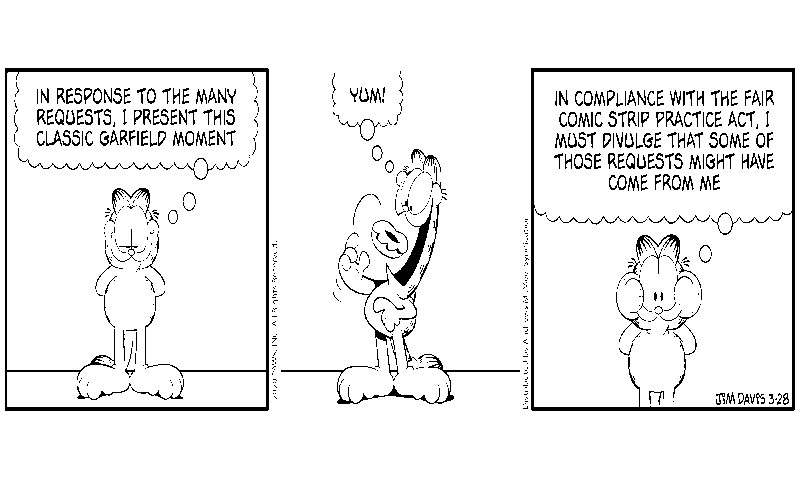 IN RESPONSE TO THE MANY
REQUESTS, I PRESENT THIS
CLASSIC GARFIELD MOMENT
YUM!
IN COMPLIANCE WITH THE FAIR
COMIC STRIP PRACTICE ACT, I
MUST DIVULGE THAT SOME OF
THOSE REQUESTS MIGHT HAVE
COME FROM ME
JIM DAVIS 3-28